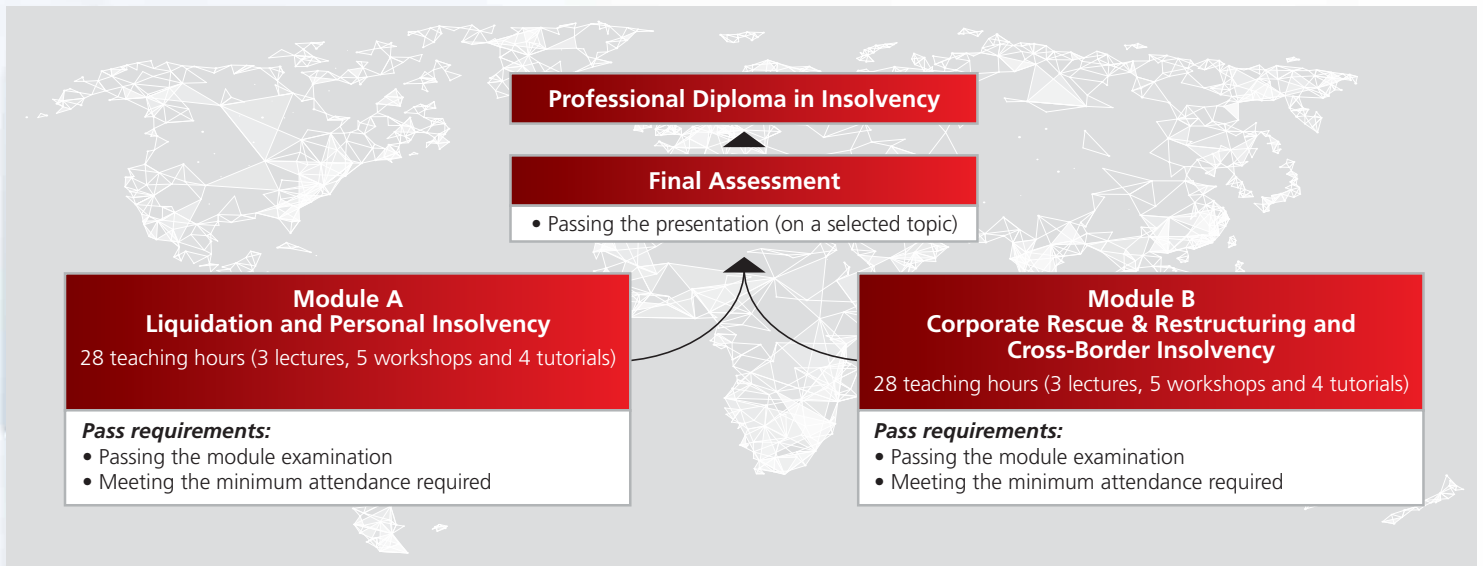 Professional Diploma in Insolvency
Final Assessment
• Passing the presentation (on a selected topic)
Module A
Liquidation and Personal Insolvency
28 teaching hours (3 lectures, 5 workshops and 4 tutorials)
Pass requirements:
• Passing the module examination
• Meeting the minimum attendance required
Module B
Corporate Rescue & Restructuring and
Cross-Border Insolvency
28 teaching hours (3 lectures, 5 workshops and 4 tutorials)
Pass requirements:
• Passing the module examination
• Meeting the minimum attendance required